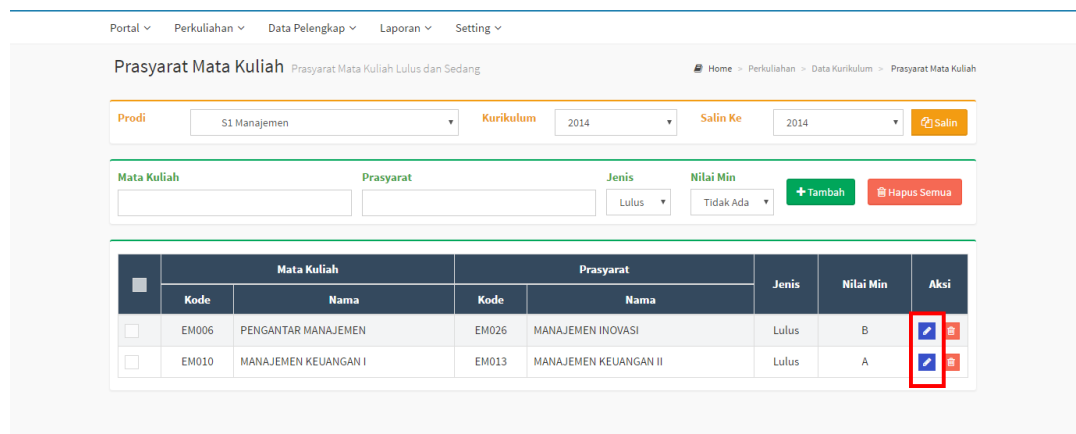 Portal Perkuliahan Data Pelengkap Laporan Setting
Prasyarat Mata Kuliah Prasyarat Mata Kuliah Lulus dan Sedang Home > Perkuliahan > Data Kurikulum > Prasyarat Mata Kuliah
Prodi S1 Manajemen Kurikulum 2014 Salin Ke 2014 Salin
Mata Kuliah Prasyarat Jenis Nilai Min
Lulus Tidak Ada + Tambah Hapus Semua
Mata Kuliah Prasyarat Jenis Nilai Min Aksi
Kode Nama Kode Nama
EM006 PENGANTAR MANAJEMEN EM026 MANAJEMEN INOVASI Lulus B
EM010 MANAJEMEN KEUANGAN I EM013 MANAJEMEN KEUANGAN II Lulus A